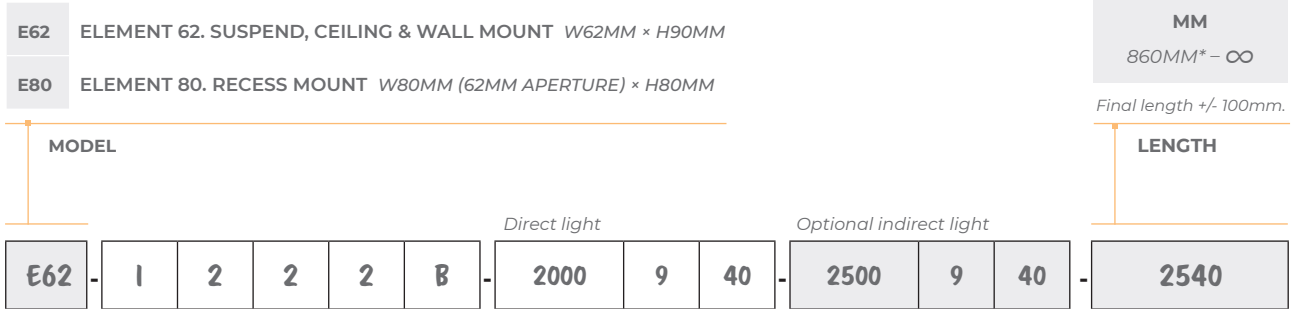 E62 ELEMENT 62. SUSPEND, CEILING & WALL MOUNT W62MM × H90MM
E80 ELEMENT 80. RECESS MOUNT W80MM (62MM APERTURE) × H80MM
MM
860MM* – ∞
Final length +/- 100mm.
MODEL
LENGTH
Direct light
Optional indirect light
E62 - 1 2 2 2 B - 2000 9 40 - 2500 9 40 - 2540